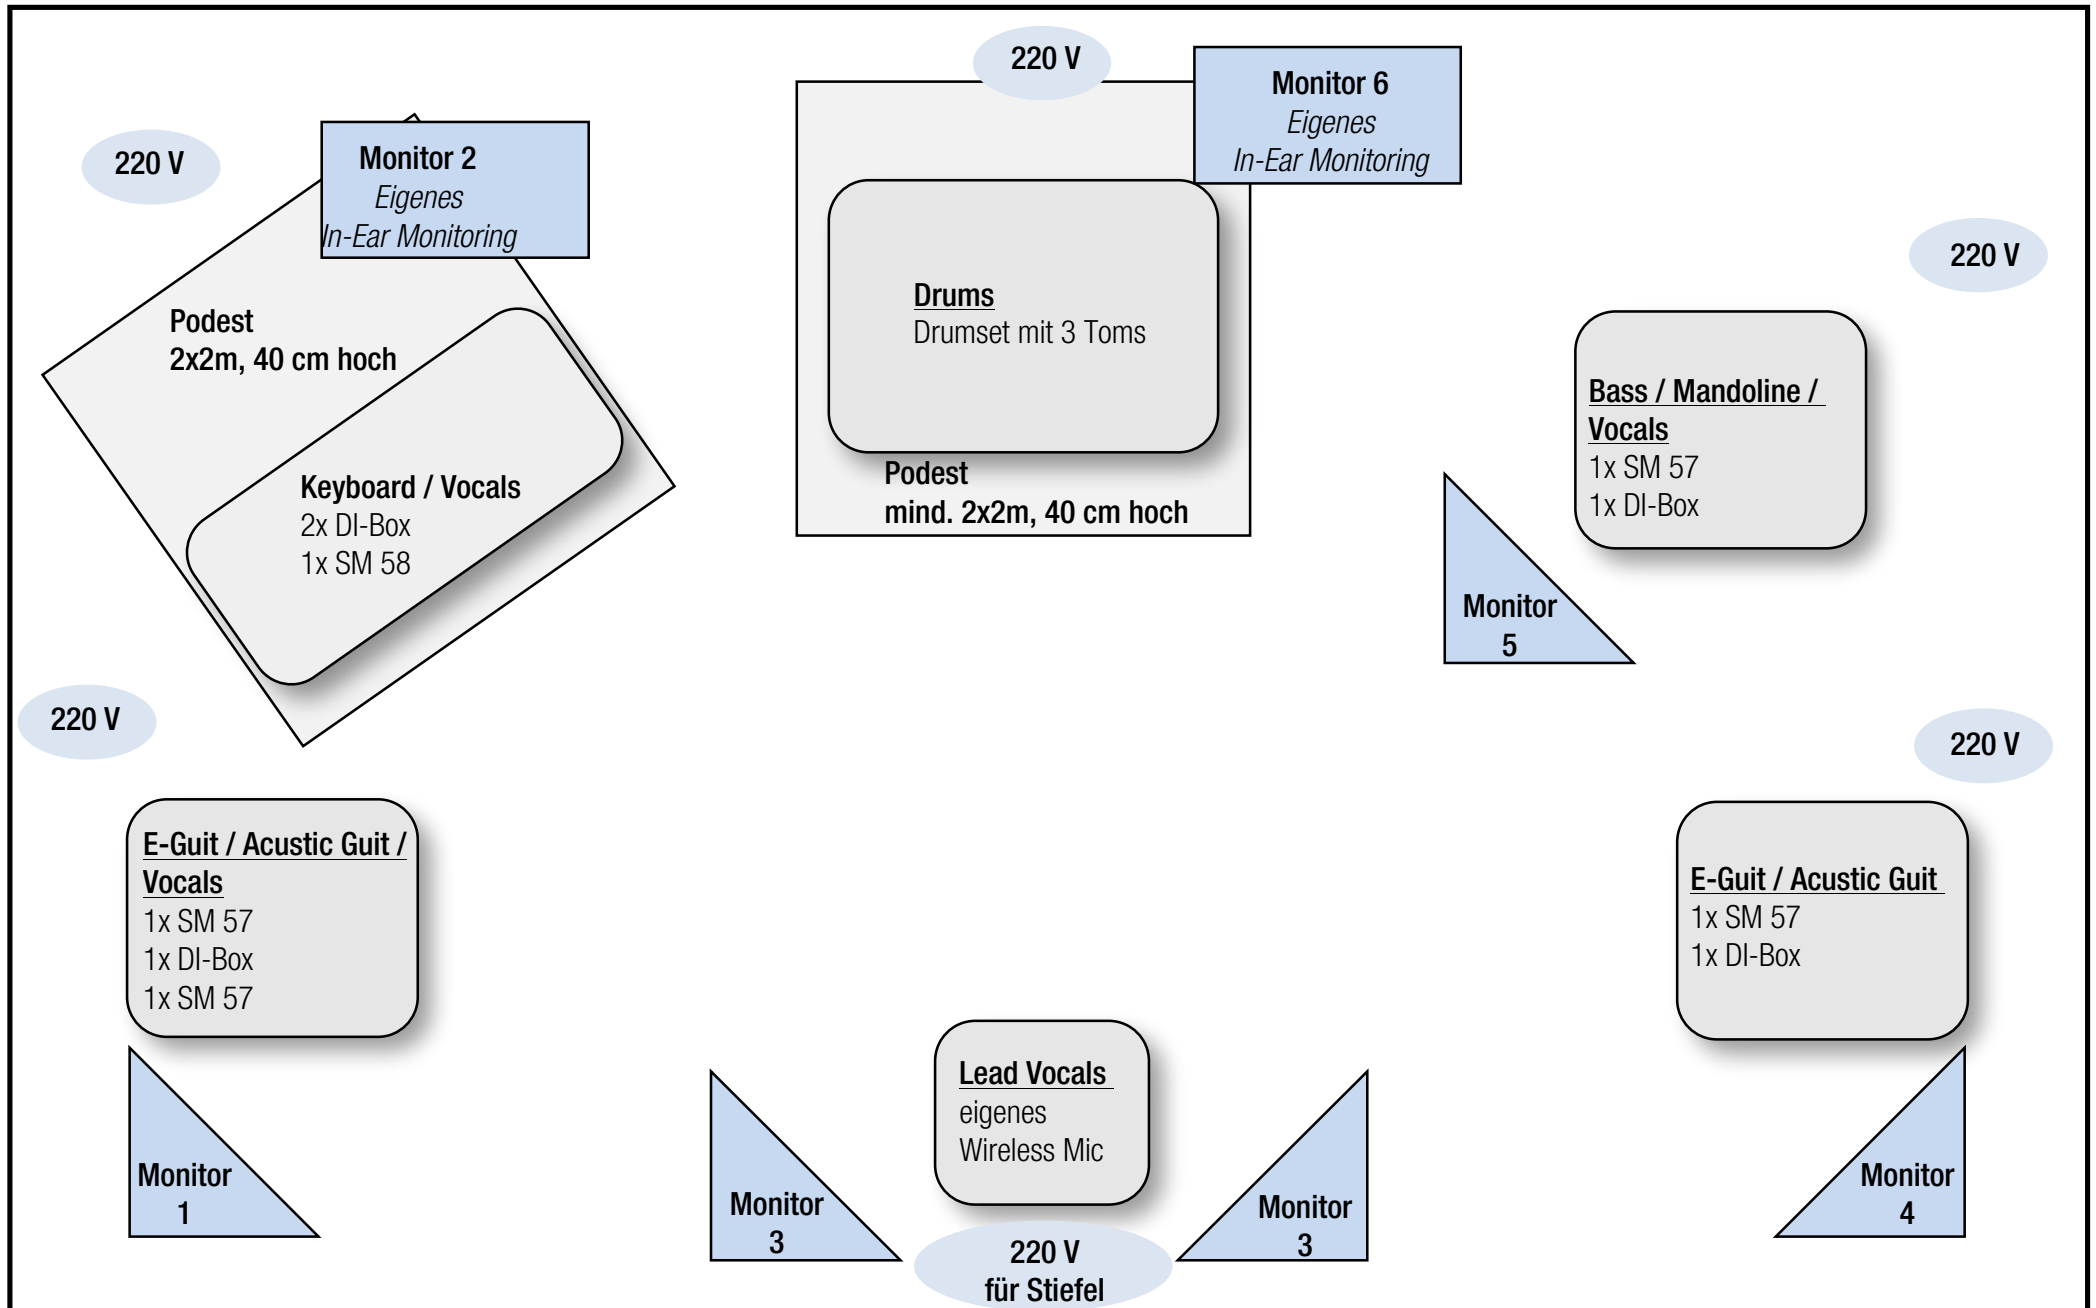 220 V
Monitor 6
Eigenes
In-Ear Monitoring
220 V
Monitor 2
Eigenes
In-Ear Monitoring
220 V
Podest
2x2m, 40 cm hoch
Drums
Drumset mit 3 Toms
Bass / Mandoline /
Vocals
1x SM 57
1x DI-Box
Podest
mind. 2x2m, 40 cm hoch
Keyboard / Vocals
2x DI-Box
1x SM 58
Monitor
5
220 V
220 V
E-Guit / Acustic Guit /
Vocals
1x SM 57
1x DI-Box
1x SM 57
E-Guit / Acustic Guit
1x SM 57
1x DI-Box
Lead Vocals
eigenes
Wireless Mic
Monitor
1
Monitor
3
Monitor
3
Monitor
4
220 V
für Stiefel